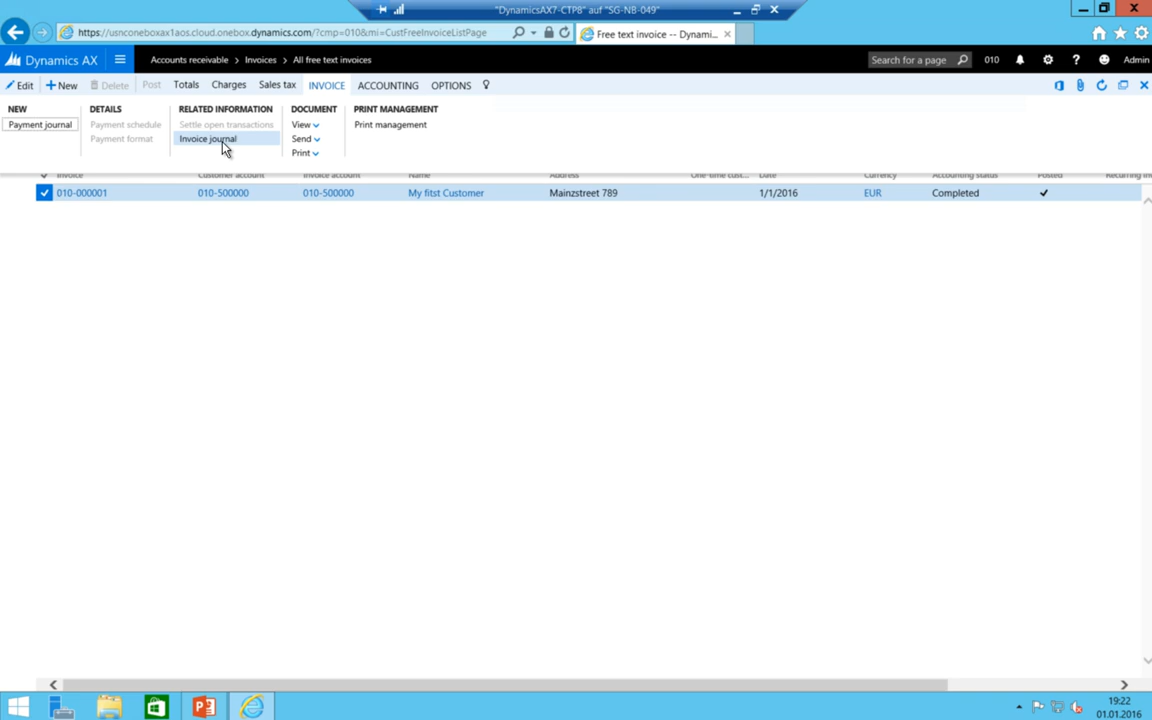 "DynamicsAX7-CTP8" auf "SG-NB-049"
https://usnconeboxax1aos.cloud.onebox.dynamics.com/?cmp=010&mi=CustFreeInvoiceListPage
Free text invoice -- Dynami...
Dynamics AX
Accounts receivable > Invoices > All free text invoices
Search for a page
010
Admin
Edit
New
Delete
Post
Totals
Charges
Sales tax
INVOICE
ACCOUNTING
OPTIONS
NEW
Payment journal
DETAILS
Payment schedule
Payment format
RELATED INFORMATION
Settle open transactions
Invoice journal
DOCUMENT
View
Send
Print
PRINT MANAGEMENT
Print management
Invoice Customer account Invoice account Name Address One-time cust... Date Currency Accounting status Posted Recurring
010-000001 010-500000 010-500000 My fitst Customer Mainzstreet 789 1/1/2016 EUR Completed
19:22
01.01.2016